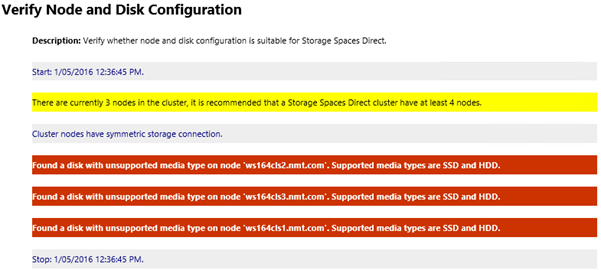 Verify Node and Disk Configuration
Description: Verify whether node and disk configuration is suitable for Storage Spaces Direct.
Start: 1/05/2016 12:36:45 PM.
There are currently 3 nodes in the cluster, it is recommended that a Storage Spaces Direct cluster have at least 4 nodes.
Cluster nodes have symmetric storage connection.
Found a disk with unsupported media type on node 'ws164cls2.nmt.com'. Supported media types are SSD and HDD.
Found a disk with unsupported media type on node 'ws164cls3.nmt.com'. Supported media types are SSD and HDD.
Found a disk with unsupported media type on node 'ws164cls1.nmt.com'. Supported media types are SSD and HDD.
Stop: 1/05/2016 12:36:45 PM.